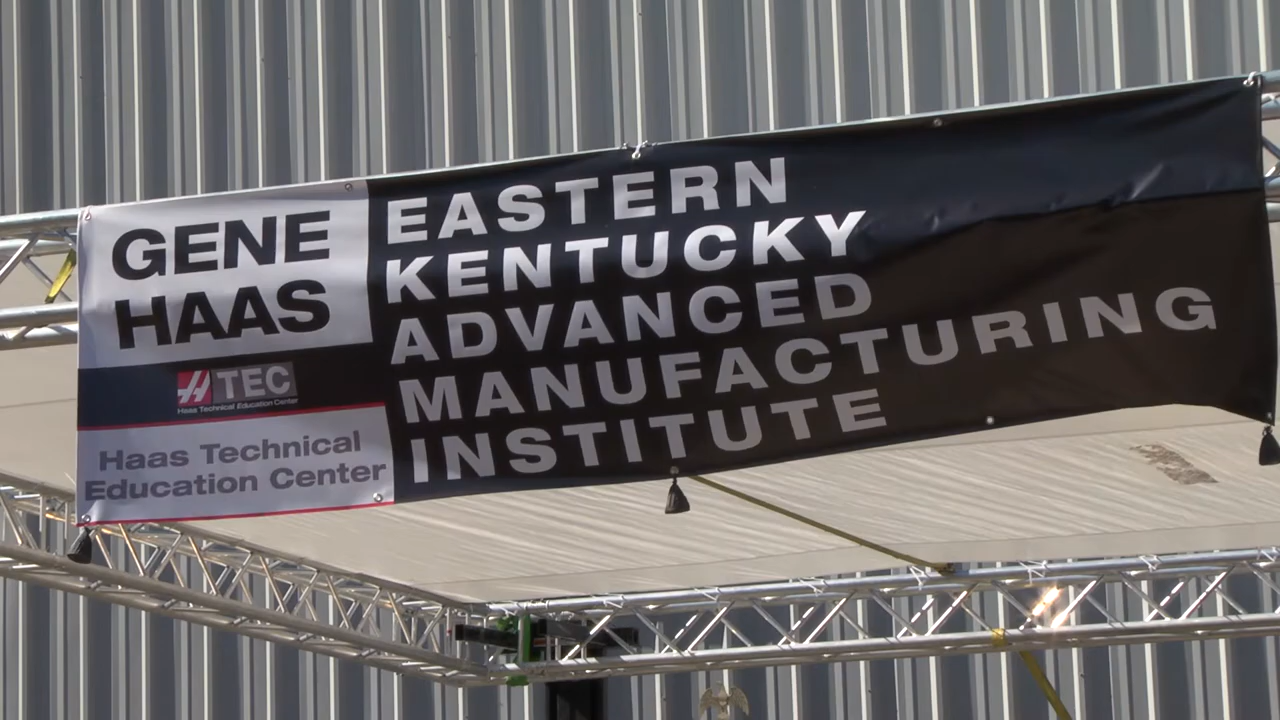 GENE
HAAS
TEC
Haas Technical Education Center
Haas Technical
Education Center
EASTERN
KENTUCKY
ADVANCED
MANUFACTURING
INSTITUTE